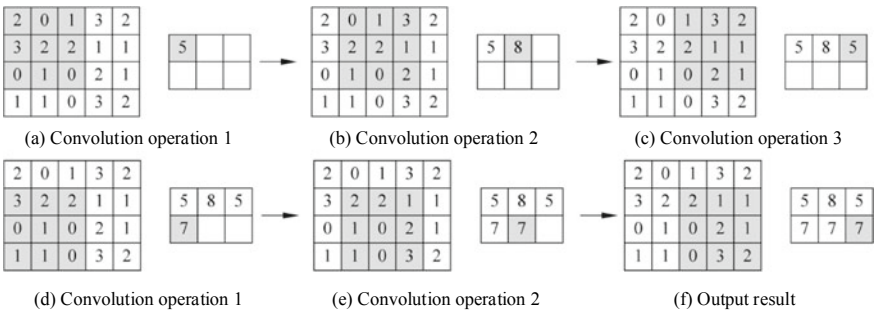 2 0 1 3 2 2 0 1 3 2 2 0 1 3 2
3 2 2 1 1 5 3 2 2 1 1 5 8 3 2 2 1 1 5 8 5
0 1 0 2 1 0 1 0 2 1 0 1 0 2 1
1 1 0 3 2 1 1 0 3 2 1 1 0 3 2
(a) Convolution operation 1 (b) Convolution operation 2 (c) Convolution operation 3
2 0 1 3 2 2 0 1 3 2 2 0 1 3 2
3 2 2 1 1 5 8 5 3 2 2 1 1 5 8 5 3 2 2 1 1 5 8 5
0 1 0 2 1 7 0 1 0 2 1 7 7 0 1 0 2 1 7 7 7
1 1 0 3 2 1 1 0 3 2 1 1 0 3 2
(d) Convolution operation 1 (e) Convolution operation 2 (f) Output result